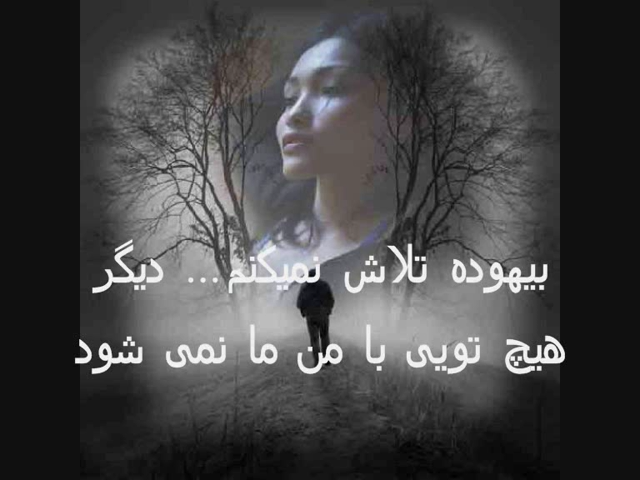 بیهوده تلاش نمیکنم... دیگر
هیچ تویی با من ما نمی شود